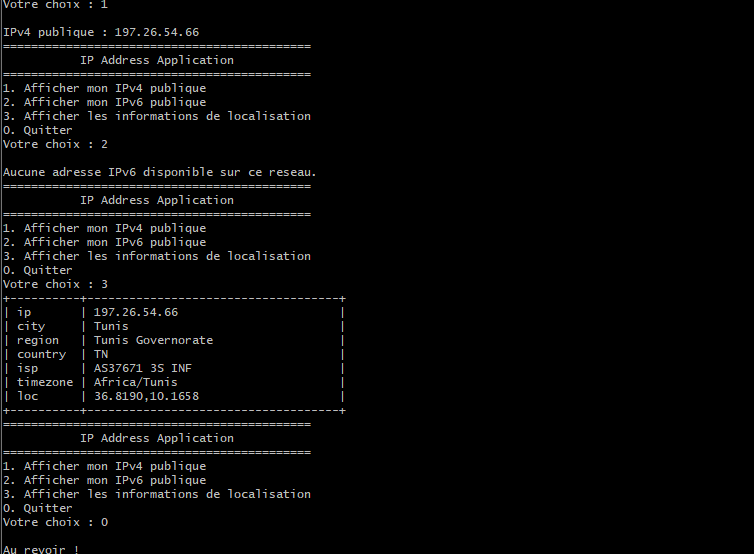 Votre choix : 1
IPv4 publique : 197.26.54.66
============================================
IP Address Application
============================================
1. Afficher mon IPv4 publique
2. Afficher mon IPv6 publique
3. Afficher les informations de localisation
0. Quitter
Votre choix : 2
Aucune adresse IPv6 disponible sur ce reseau.
============================================
IP Address Application
============================================
1. Afficher mon IPv4 publique
2. Afficher mon IPv6 publique
3. Afficher les informations de localisation
0. Quitter
Votre choix : 3
+----------+------------------------------------+
| ip       | 197.26.54.66                       |
| city     | Tunis                              |
| region   | Tunis Governorate                  |
| country  | TN                                 |
| isp      | AS37671 3S INF                     |
| timezone | Africa/Tunis                       |
| loc      | 36.8190,10.1658                    |
+----------+------------------------------------+
============================================
IP Address Application
============================================
1. Afficher mon IPv4 publique
2. Afficher mon IPv6 publique
3. Afficher les informations de localisation
0. Quitter
Votre choix : 0
Au revoir !